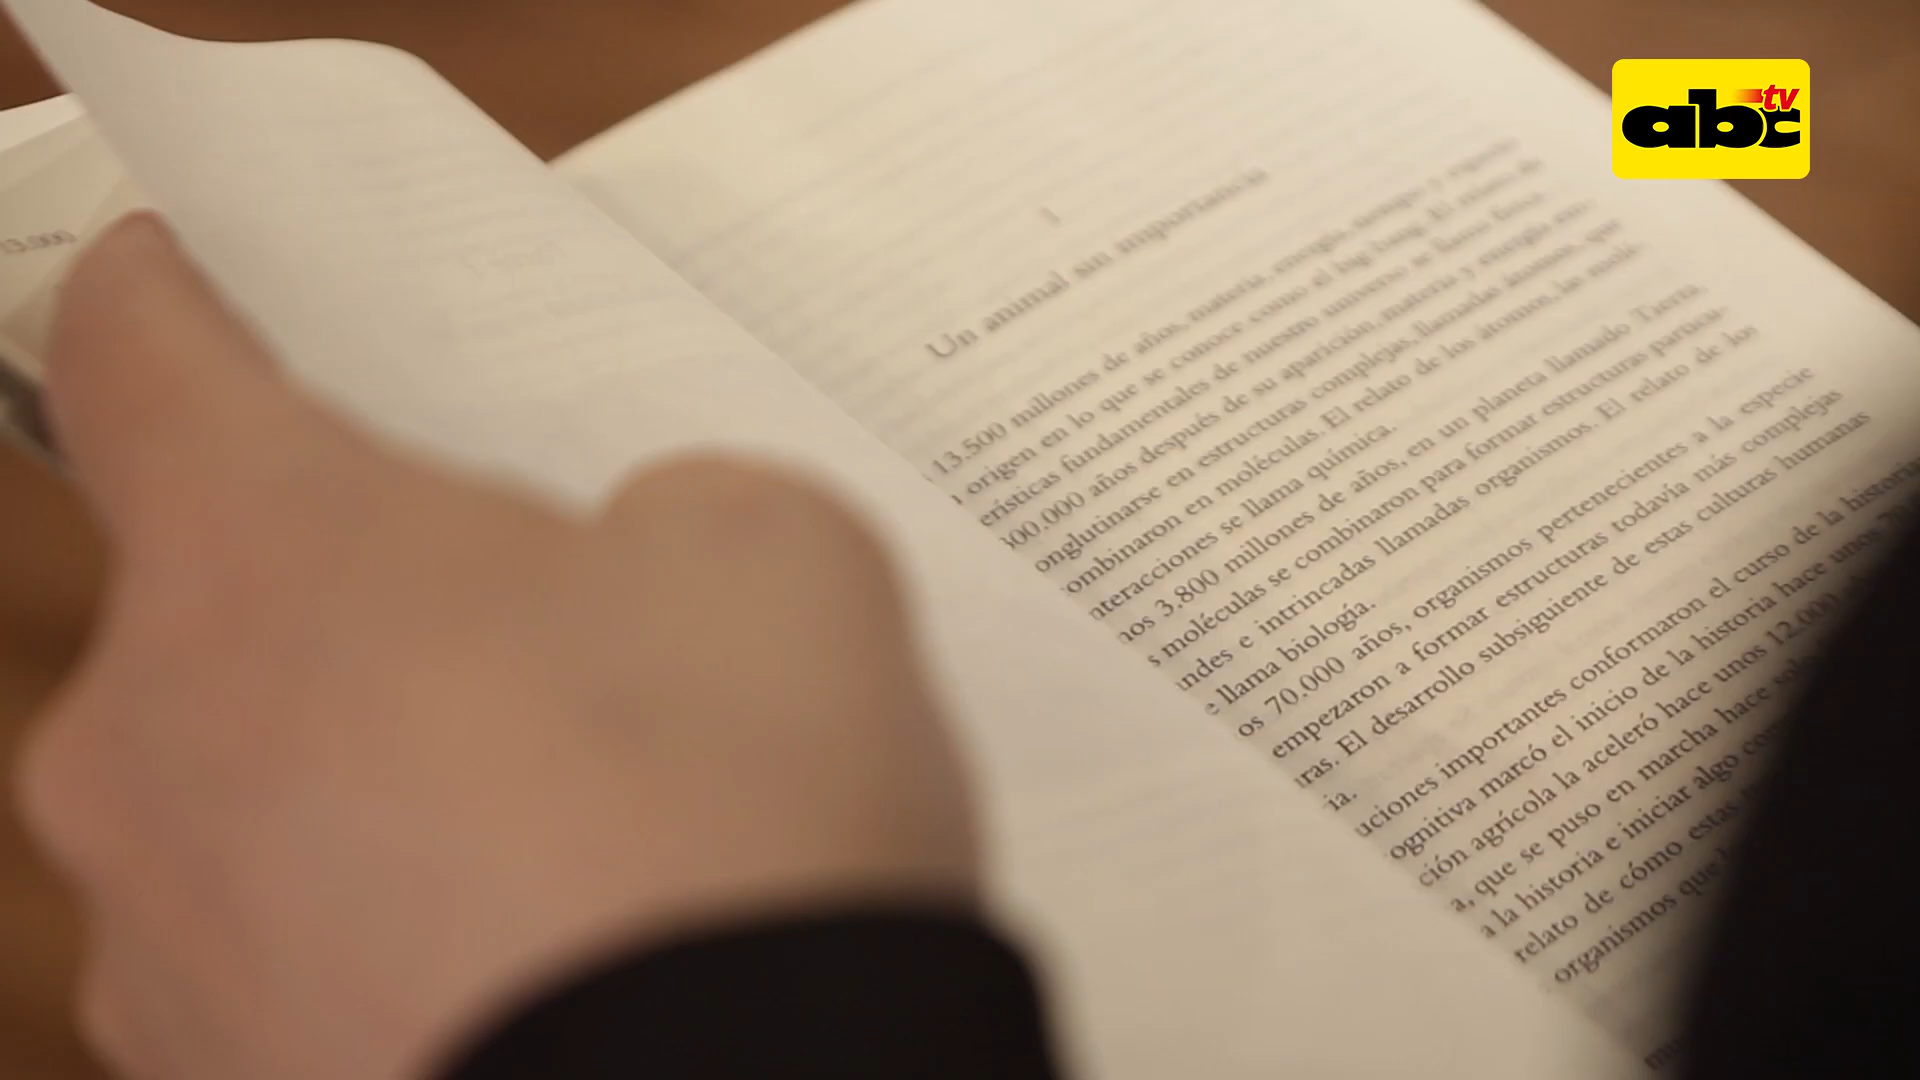 abc tv
13.000
1
Un animal sin importancia
13.500 millones de años, materia, energía, tiempo y espacio
origen en lo que se conoce como el big bang. El relato de
erísticas fundamentales de nuestro universo se llama física.
300.000 años después de su aparición, materia y energía em-
onglutinarse en estructuras complejas, llamadas átomos, que
ombinaron en moléculas. El relato de los átomos, las molé-
nteracciones se llama química.
nos 3.800 millones de años, en un planeta llamado Tierra,
s moléculas se combinaron para formar estructuras particu-
andes e intrincadas llamadas organismos. El relato de los
e llama biología.
os 70.000 años, organismos pertenecientes a la especie
empezaron a formar estructuras todavía más complejas
ras. El desarrollo subsiguiente de estas culturas humanas
ia.
uciones importantes conformaron el curso de la historia
ognitiva marcó el inicio de la historia hace unos 70
ción agrícola la aceleró hace unos 12.000
a, que se puso en marcha hace solo
a la historia e iniciar algo co
relato de cómo estas
organismos que